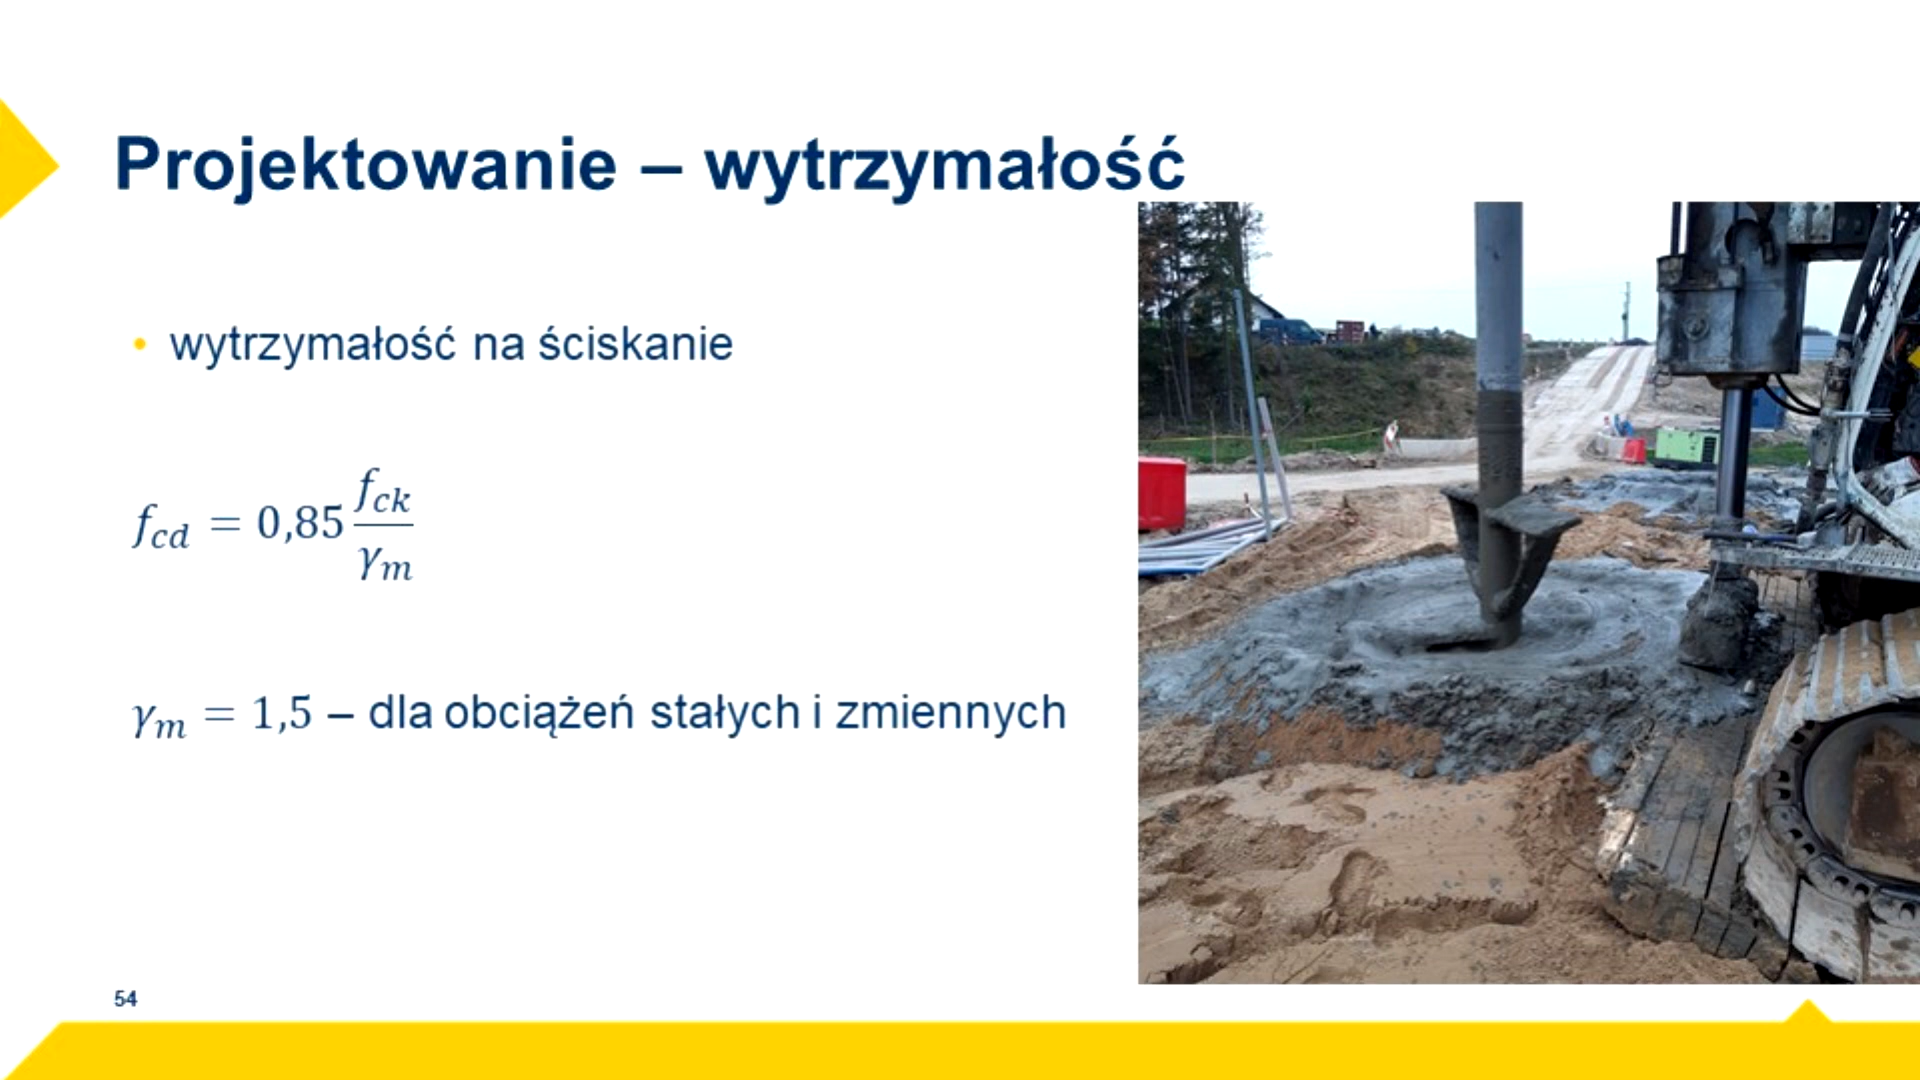 Projektowanie – wytrzymałość
• wytrzymałość na ściskanie
f_cd = 0,85 f_ck / γ_m
γ_m = 1,5 – dla obciążeń stałych i zmiennych
54